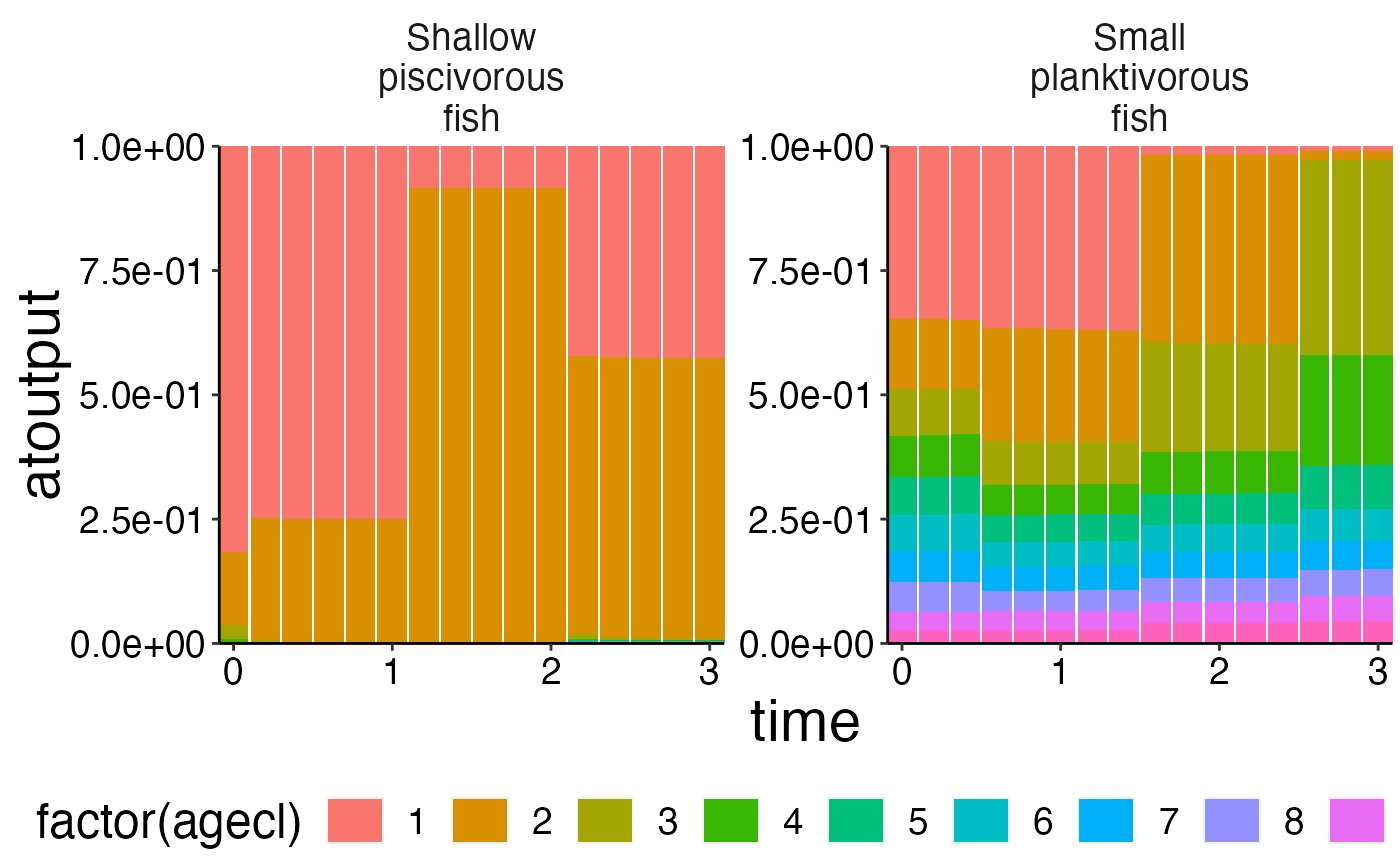 Shallow
piscivorous
fish
Small
planktivorous
fish
atoutput
1.0e+00
7.5e-01
5.0e-01
2.5e-01
0.0e+00
0 1 2 3
1.0e+00
7.5e-01
5.0e-01
2.5e-01
0.0e+00
0 1 2 3
time
factor(agecl) 1 2 3 4 5 6 7 8